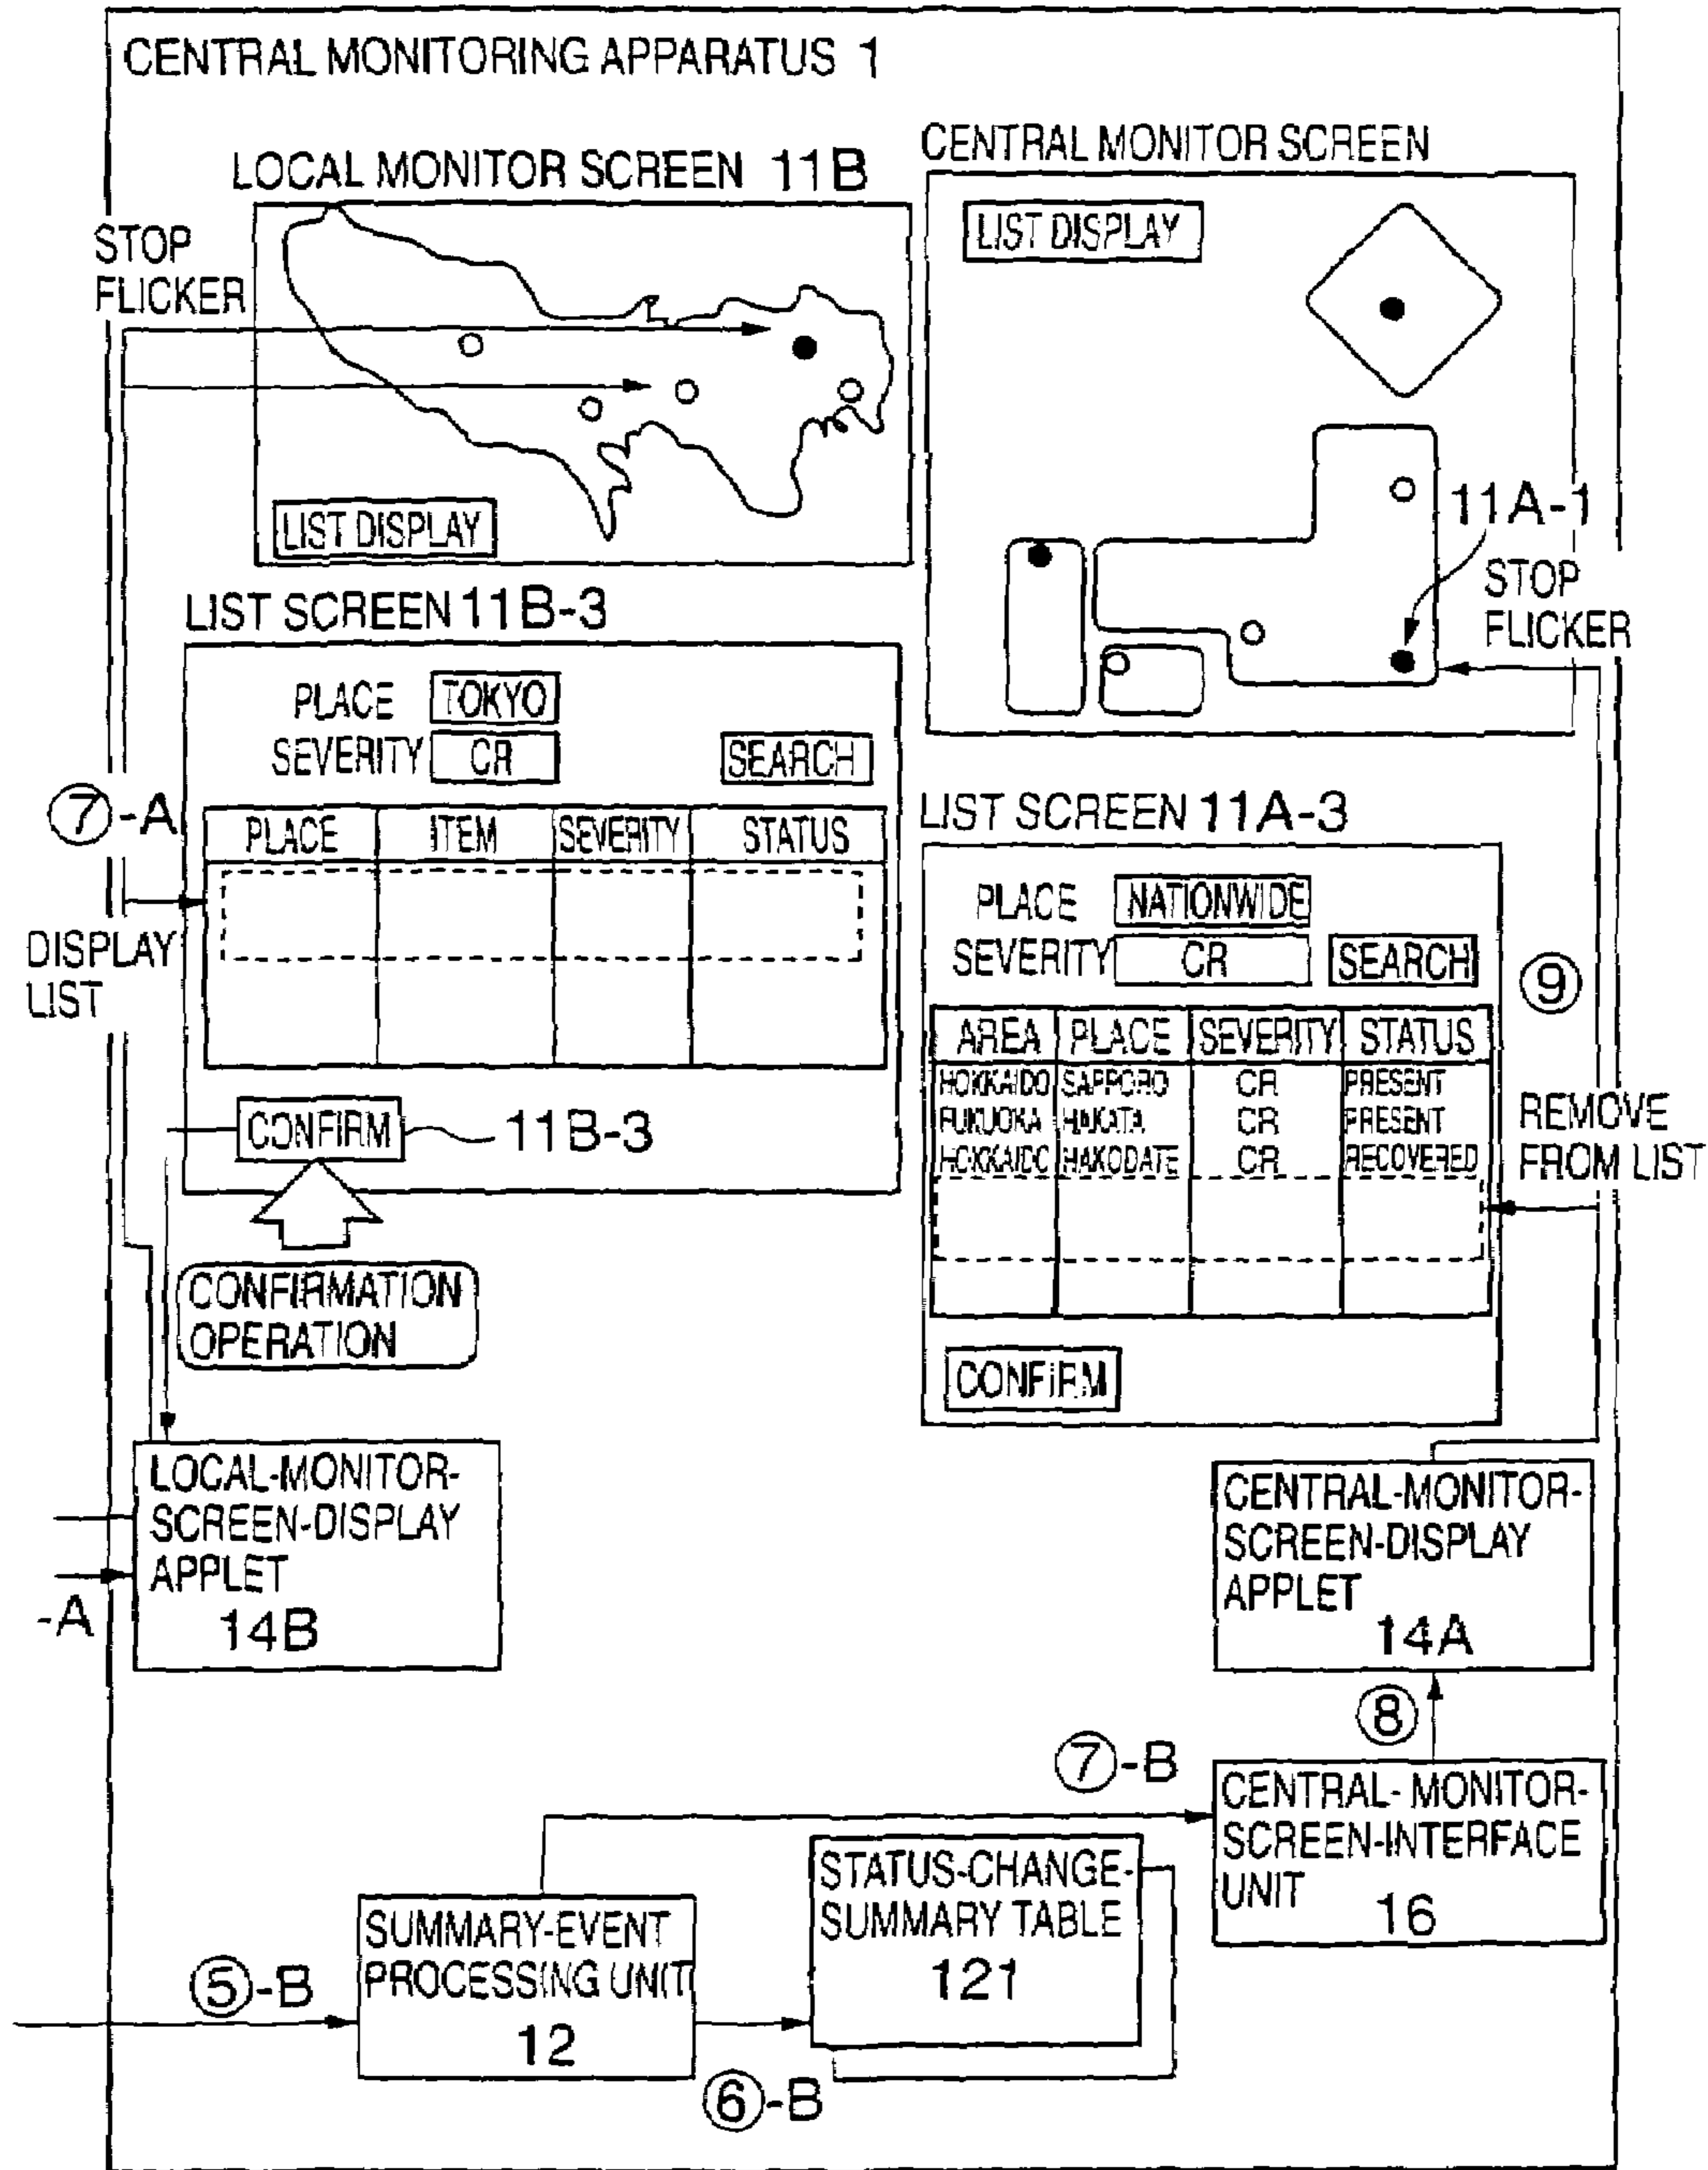 CENTRAL MONITORING APPARATUS 1
LOCAL MONITOR SCREEN 11B
STOP
FLICKER
LIST DISPLAY
CENTRAL MONITOR SCREEN
LIST DISPLAY
11A-1
STOP
FLICKER
LIST SCREEN 11B-3
PLACE TOKYO
SEVERITY CR SEARCH
⑦-A
PLACE ITEM SEVERITY STATUS
DISPLAY
LIST
CONFIRM 11B-3
CONFIRMATION
OPERATION
LIST SCREEN 11A-3
PLACE NATIONWIDE
SEVERITY CR SEARCH
⑨
AREA PLACE SEVERITY STATUS
HOKKAIDO SAPPORO CR PRESENT
FUKUOKA HAKATA CR PRESENT
HOKKAIDO HAKODATE CR RECOVERED
REMOVE
FROM LIST
CONFIRM
LOCAL-MONITOR-
SCREEN-DISPLAY
APPLET
14B
-A
CENTRAL-MONITOR-
SCREEN-DISPLAY
APPLET
14A
⑧
⑦-B
CENTRAL- MONITOR-
SCREEN-INTERFACE
UNIT
16
STATUS-CHANGE-
SUMMARY TABLE
121
SUMMARY-EVENT
PROCESSING UNIT
12
⑤-B
⑥-B